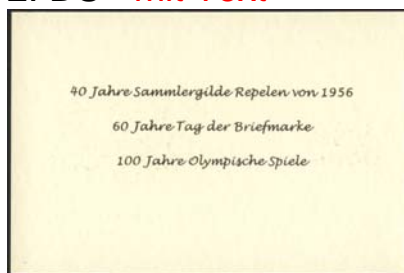 40 Jahre Sammlergilde Repelen von 1956
60 Jahre Tag der Briefmarke
100 Jahre Olympische Spiele